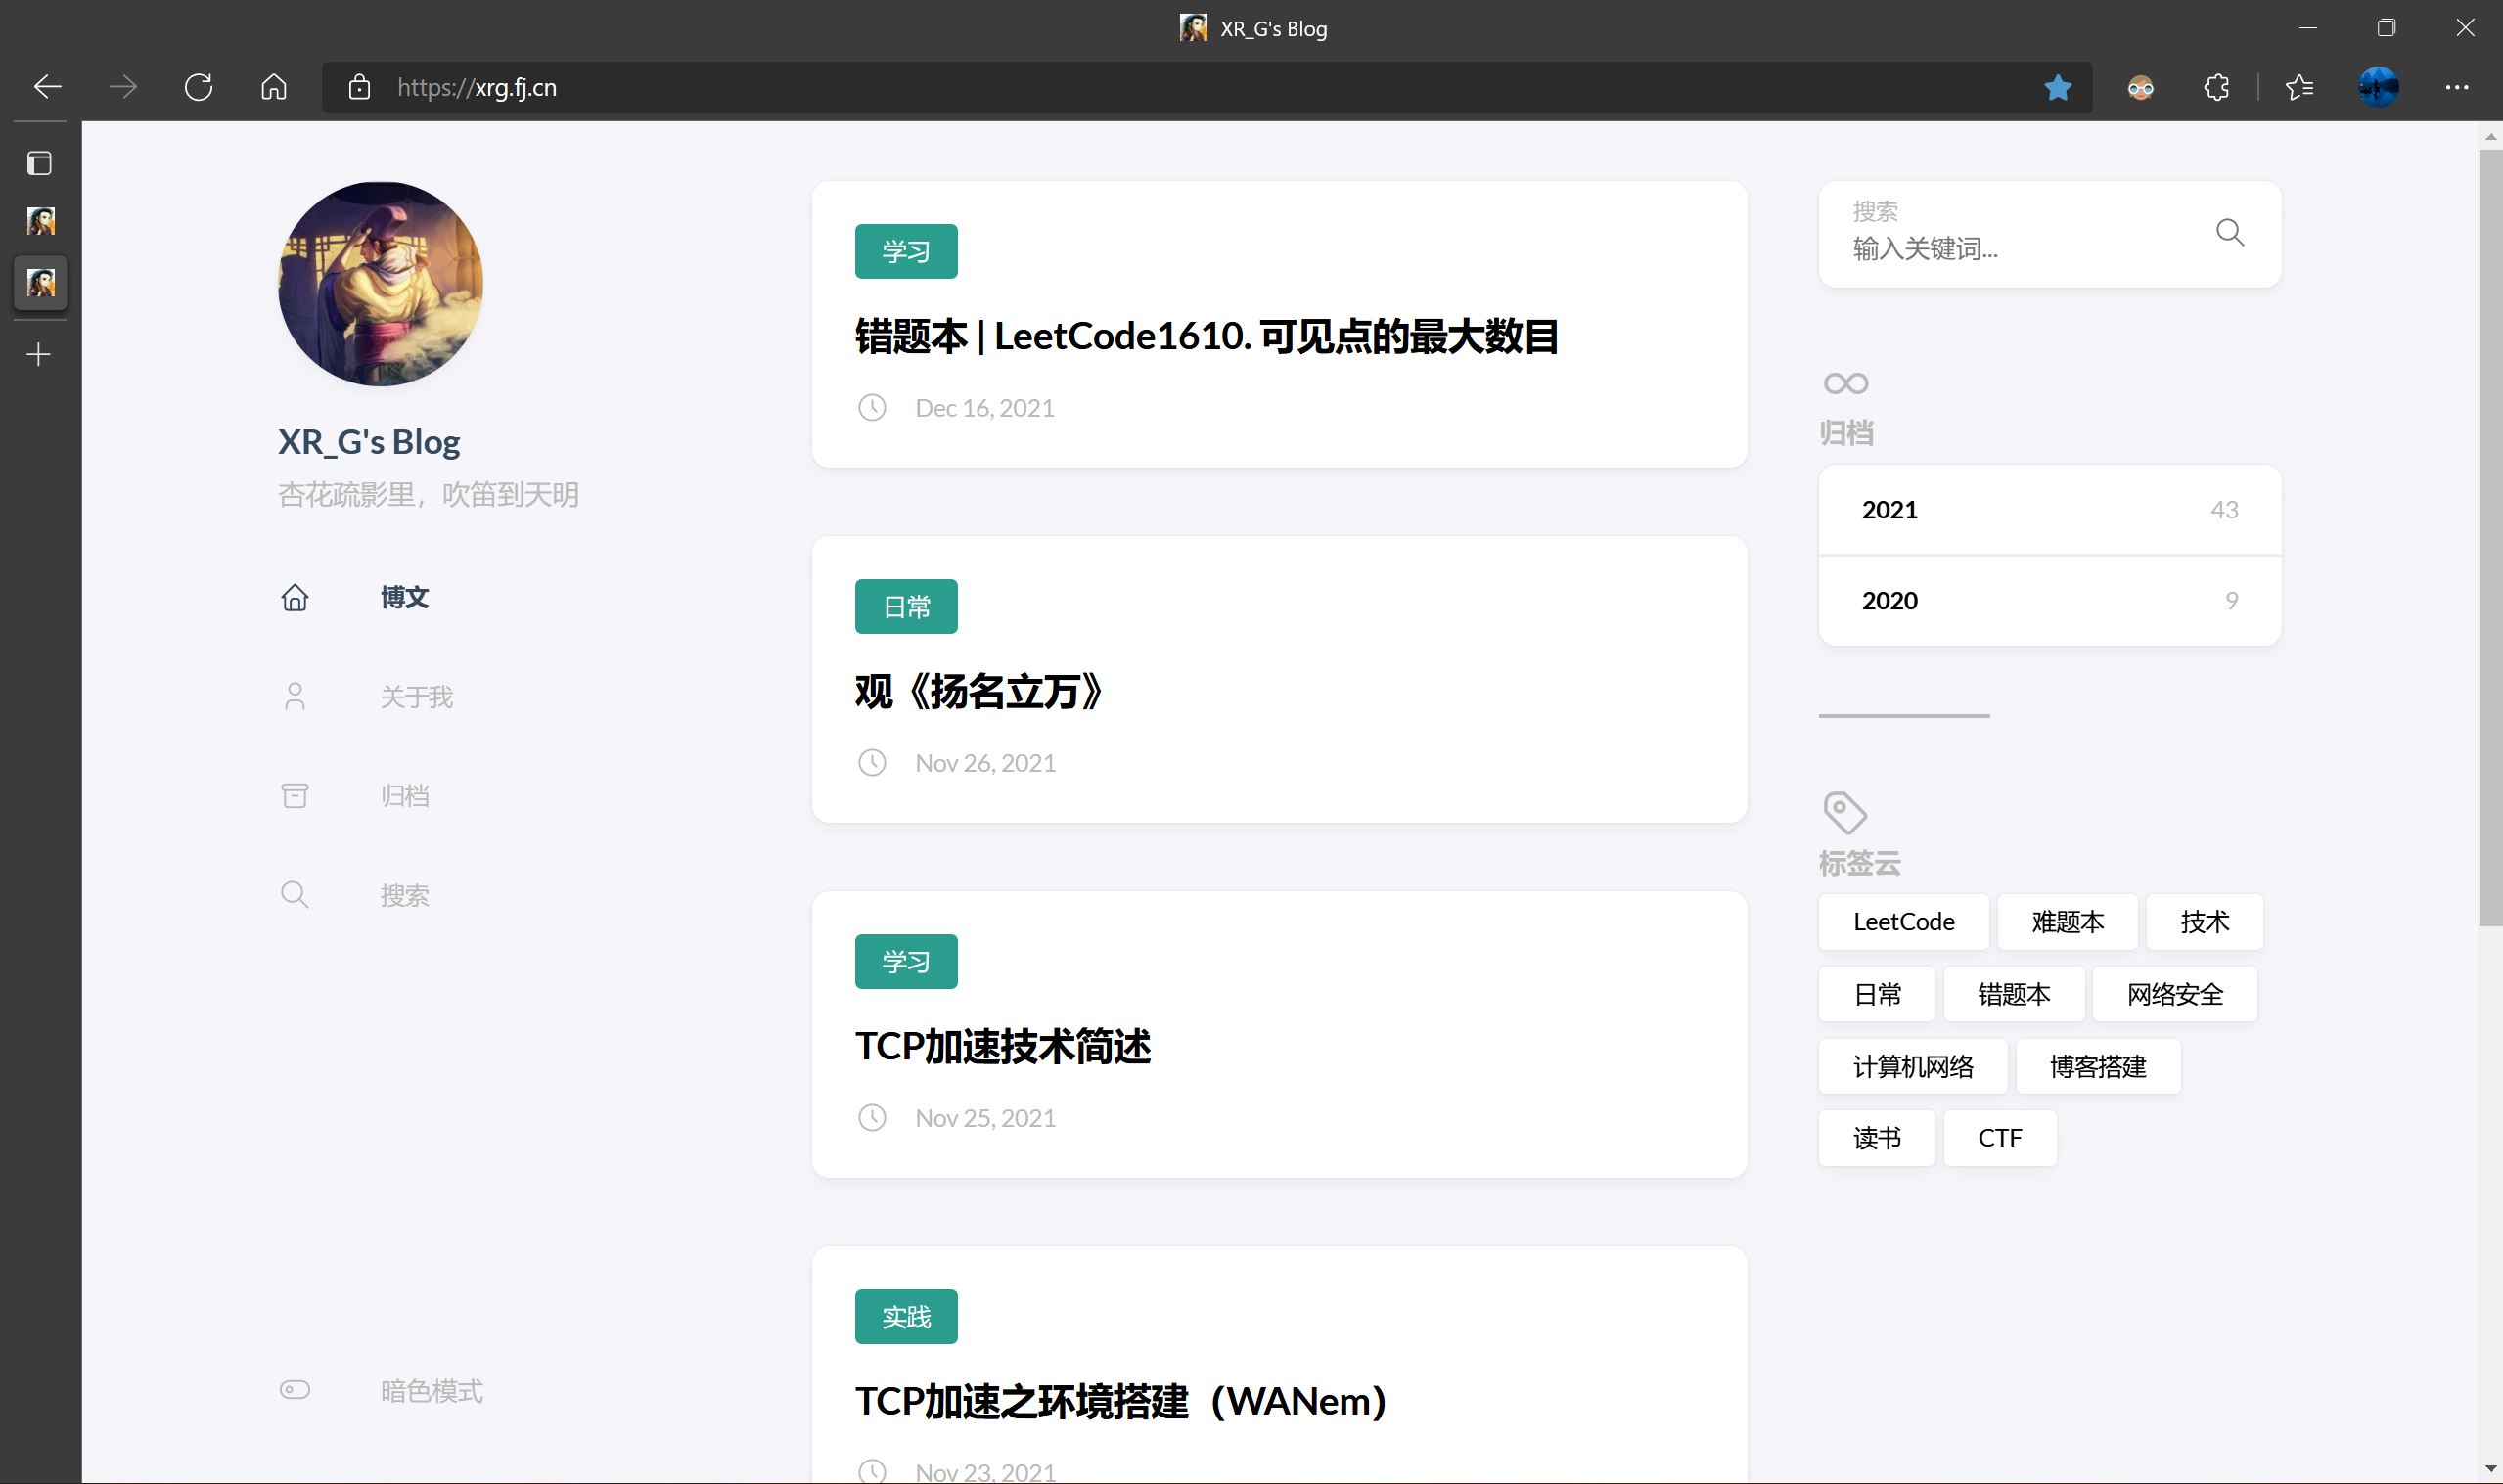 XR_G's Blog
https://xrg.fj.cn
XR_G's Blog
杏花疏影里，吹笛到天明
博文
关于我
归档
搜索
暗色模式
学习
错题本 | LeetCode1610. 可见点的最大数目
Dec 16, 2021
日常
观《扬名立万》
Nov 26, 2021
学习
TCP加速技术简述
Nov 25, 2021
实践
TCP加速之环境搭建（WANem）
Nov 23, 2021
搜索
输入关键词...
归档
2021 43
2020 9
标签云
LeetCode 难题本 技术
日常 错题本 网络安全
计算机网络 博客搭建
读书 CTF